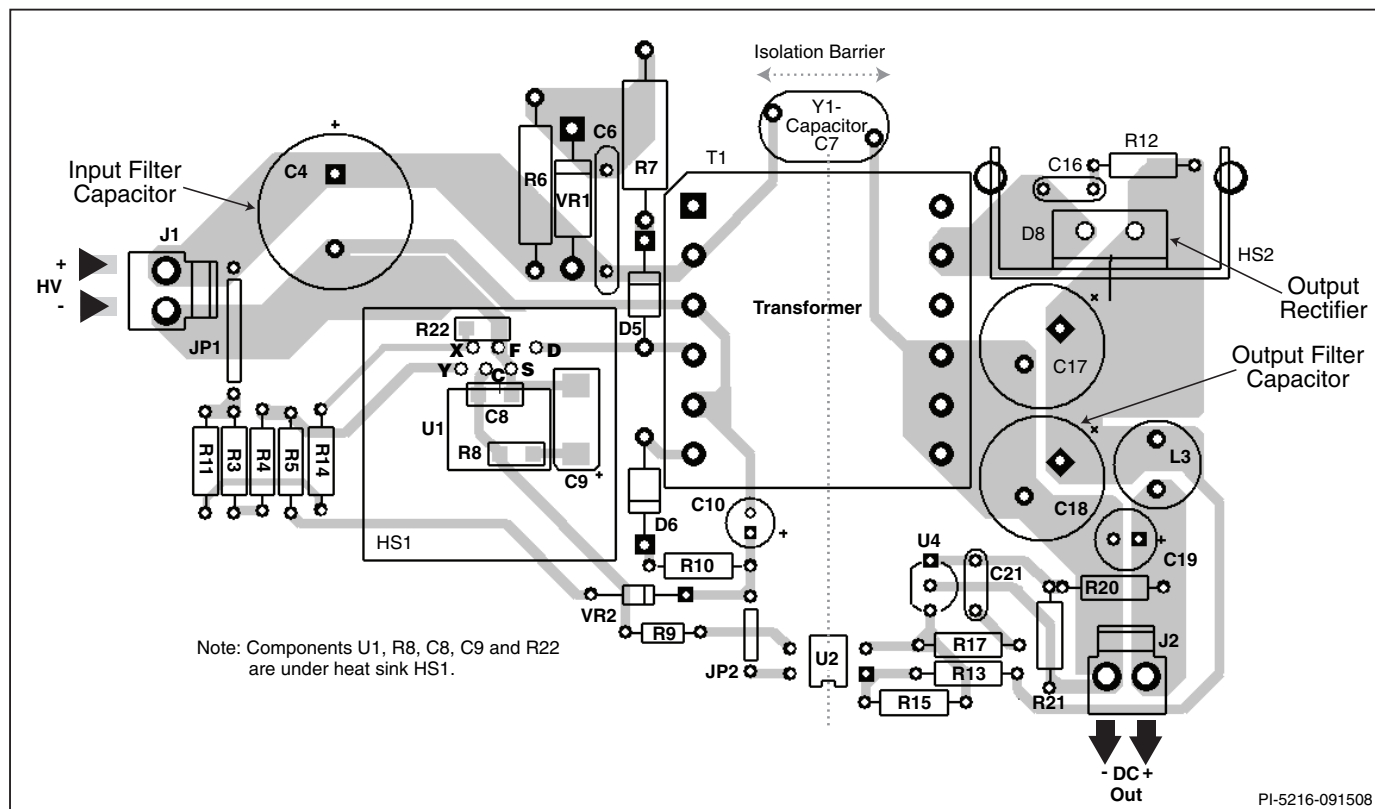 Isolation Barrier
Y1-
Capacitor
C7
+
C4
C6
R7
T1
R12
C16
Input Filter
Capacitor
R6
VR1
J1
D8
HS2
+
HV
-
Output
Rectifier
Transformer
R22
D5
X F D
Y C S
JP1
C17
Output Filter
Capacitor
C8
U1
R8
C9
+
R11
R3
R4
R5
R14
L3
C10
+
C18
D6
HS1
U4
+
C19
R10
C21
R20
VR2
Note: Components U1, R8, C8, C9 and R22
are under heat sink HS1.
R9
JP2
U2
R17
J2
R13
R15
R21
- DC +
Out
PI-5216-091508